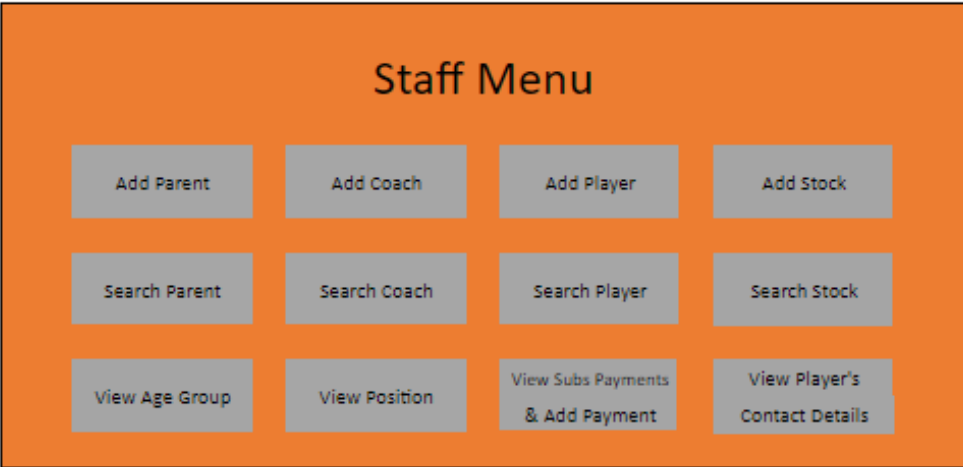 Staff Menu
Add Parent
Add Coach
Add Player
Add Stock
Search Parent
Search Coach
Search Player
Search Stock
View Age Group
View Position
View Subs Payments
& Add Payment
View Player's
Contact Details